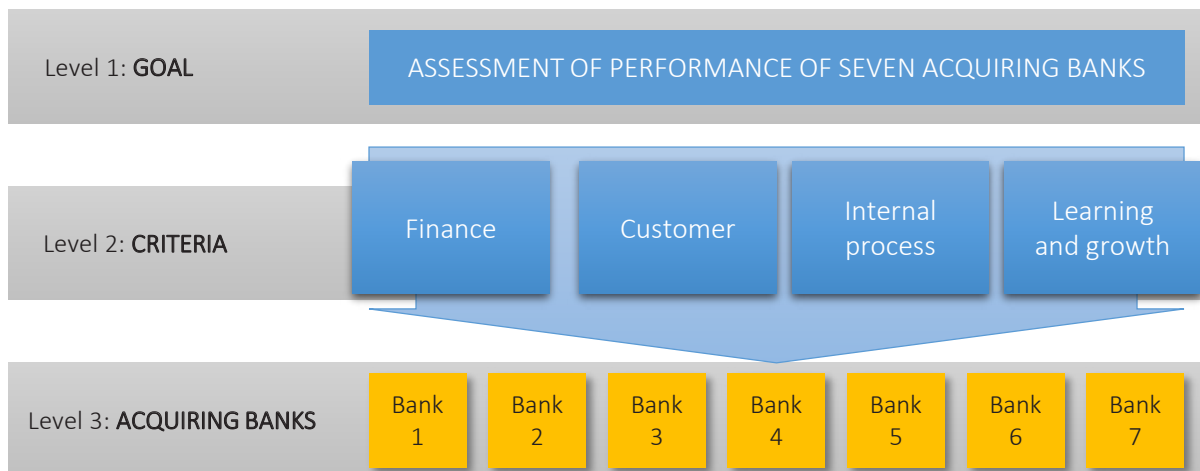 Level 1: GOAL
ASSESSMENT OF PERFORMANCE OF SEVEN ACQUIRING BANKS
Level 2: CRITERIA
Finance
Customer
Internal
process
Learning
and growth
Level 3: ACQUIRING BANKS
Bank
1
Bank
2
Bank
3
Bank
4
Bank
5
Bank
6
Bank
7